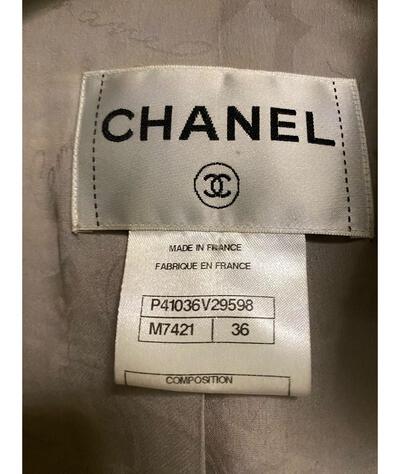 CHANEL
MADE IN FRANCE
FABRIQUE EN FRANCE
P41036V29598
M7421 36
COMPOSITION